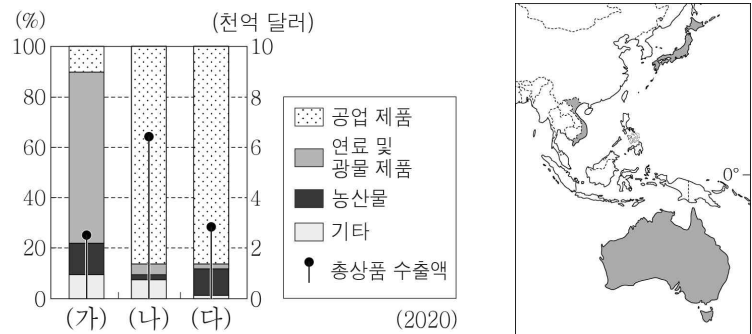 (%)
(천억 달러)
100
80
60
40
20
0
10
8
6
4
2
0
(가) (나) (다)
공업 제품
연료 및
광물 제품
농산물
기타
총상품 수출액
(2020)
0°